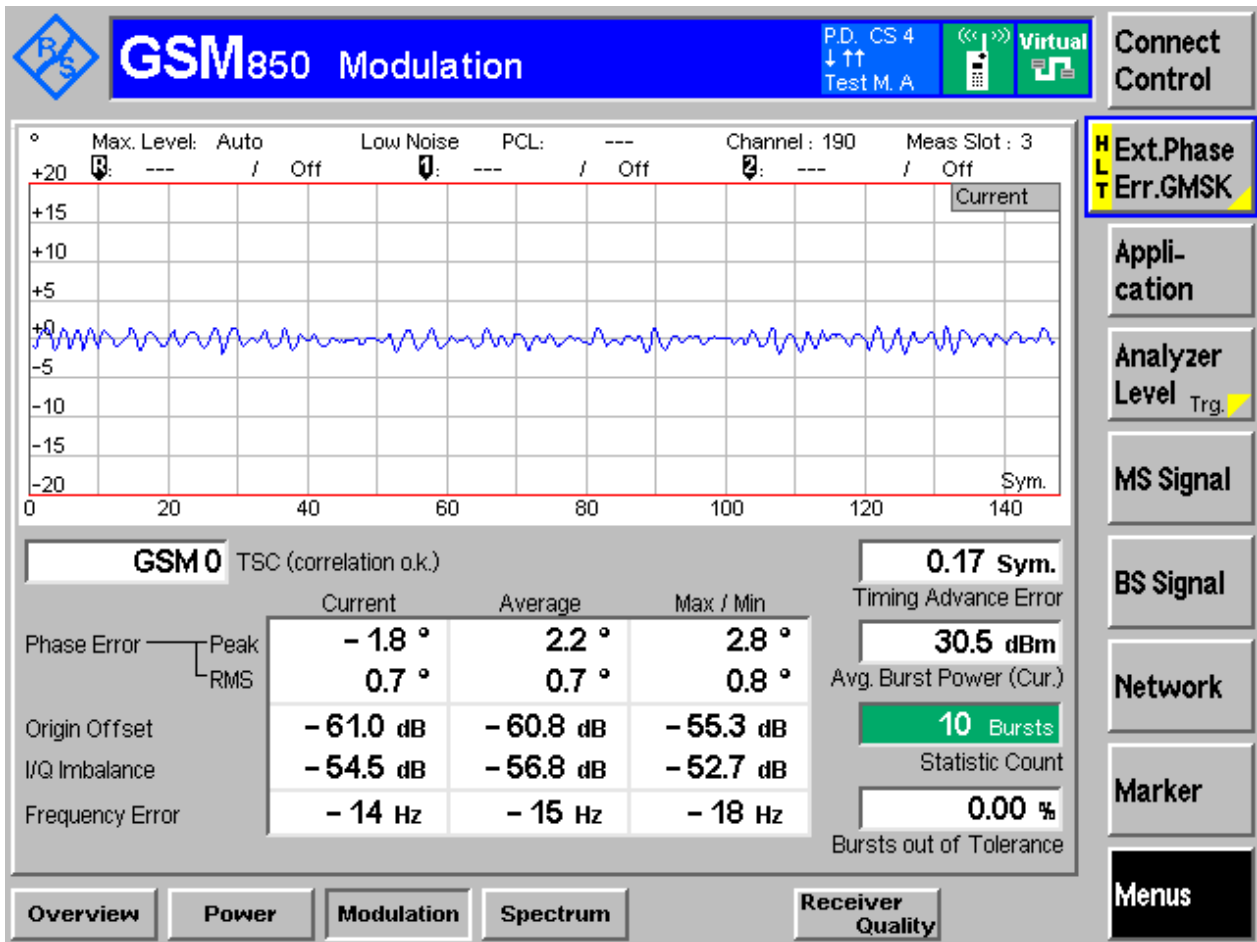 R/S
GSM850 Modulation
P.D. CS 4
↓ ↑↑
Test M. A
Virtual
Connect Control
° Max. Level: Auto Low Noise PCL: --- Channel : 190 Meas Slot : 3
R: --- / Off 1: --- / Off 2: --- / Off
Current
+20
+15
+10
+5
+0
-5
-10
-15
-20
Sym.
0 20 40 60 80 100 120 140
GSM 0 TSC (correlation o.k.)
Current Average Max / Min
Phase Error Peak - 1.8 ° 2.2 ° 2.8 °
RMS 0.7 ° 0.7 ° 0.8 °
Origin Offset - 61.0 dB - 60.8 dB - 55.3 dB
I/Q Imbalance - 54.5 dB - 56.8 dB - 52.7 dB
Frequency Error - 14 Hz - 15 Hz - 18 Hz
0.17 Sym.
Timing Advance Error
30.5 dBm
Avg. Burst Power (Cur.)
10 Bursts
Statistic Count
0.00 %
Bursts out of Tolerance
HLT
Ext.Phase
Err.GMSK
Appli-
cation
Analyzer
Level Trg.
MS Signal
BS Signal
Network
Marker
Menus
Overview Power Modulation Spectrum Receiver Quality